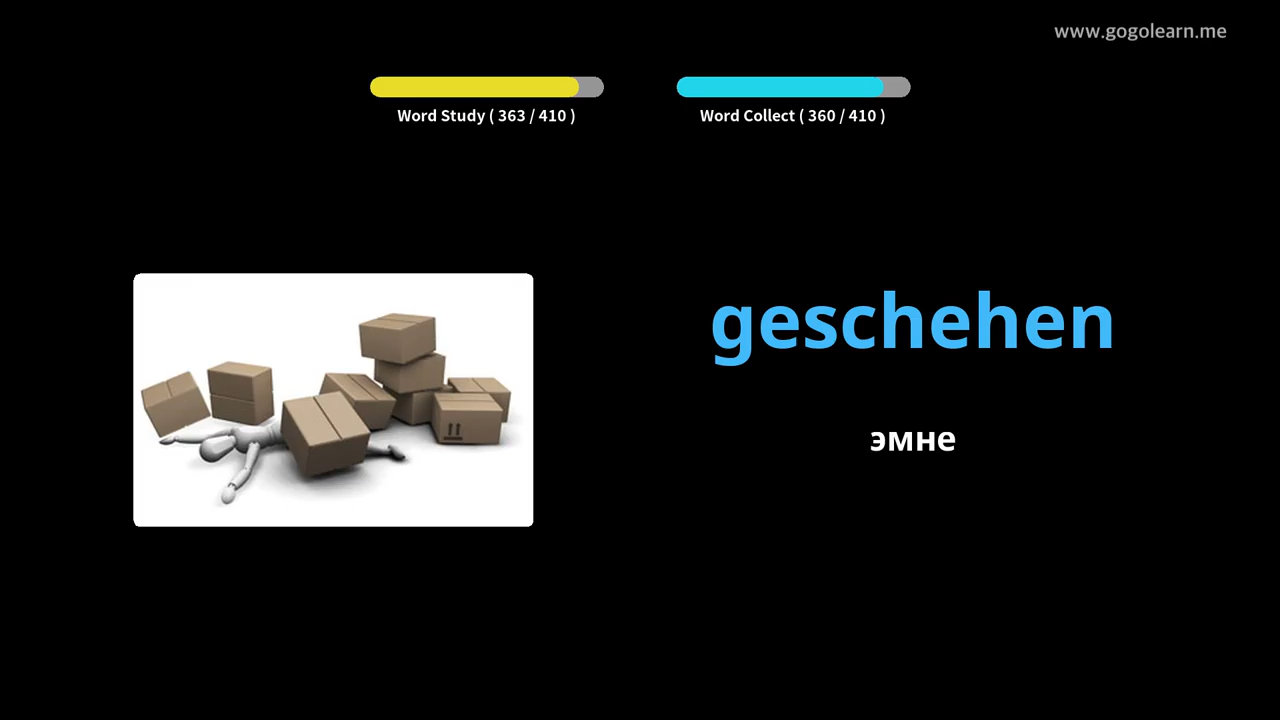 www.gogolearn.me
Word Study ( 363 / 410 )
Word Collect ( 360 / 410 )
geschehen
эмне